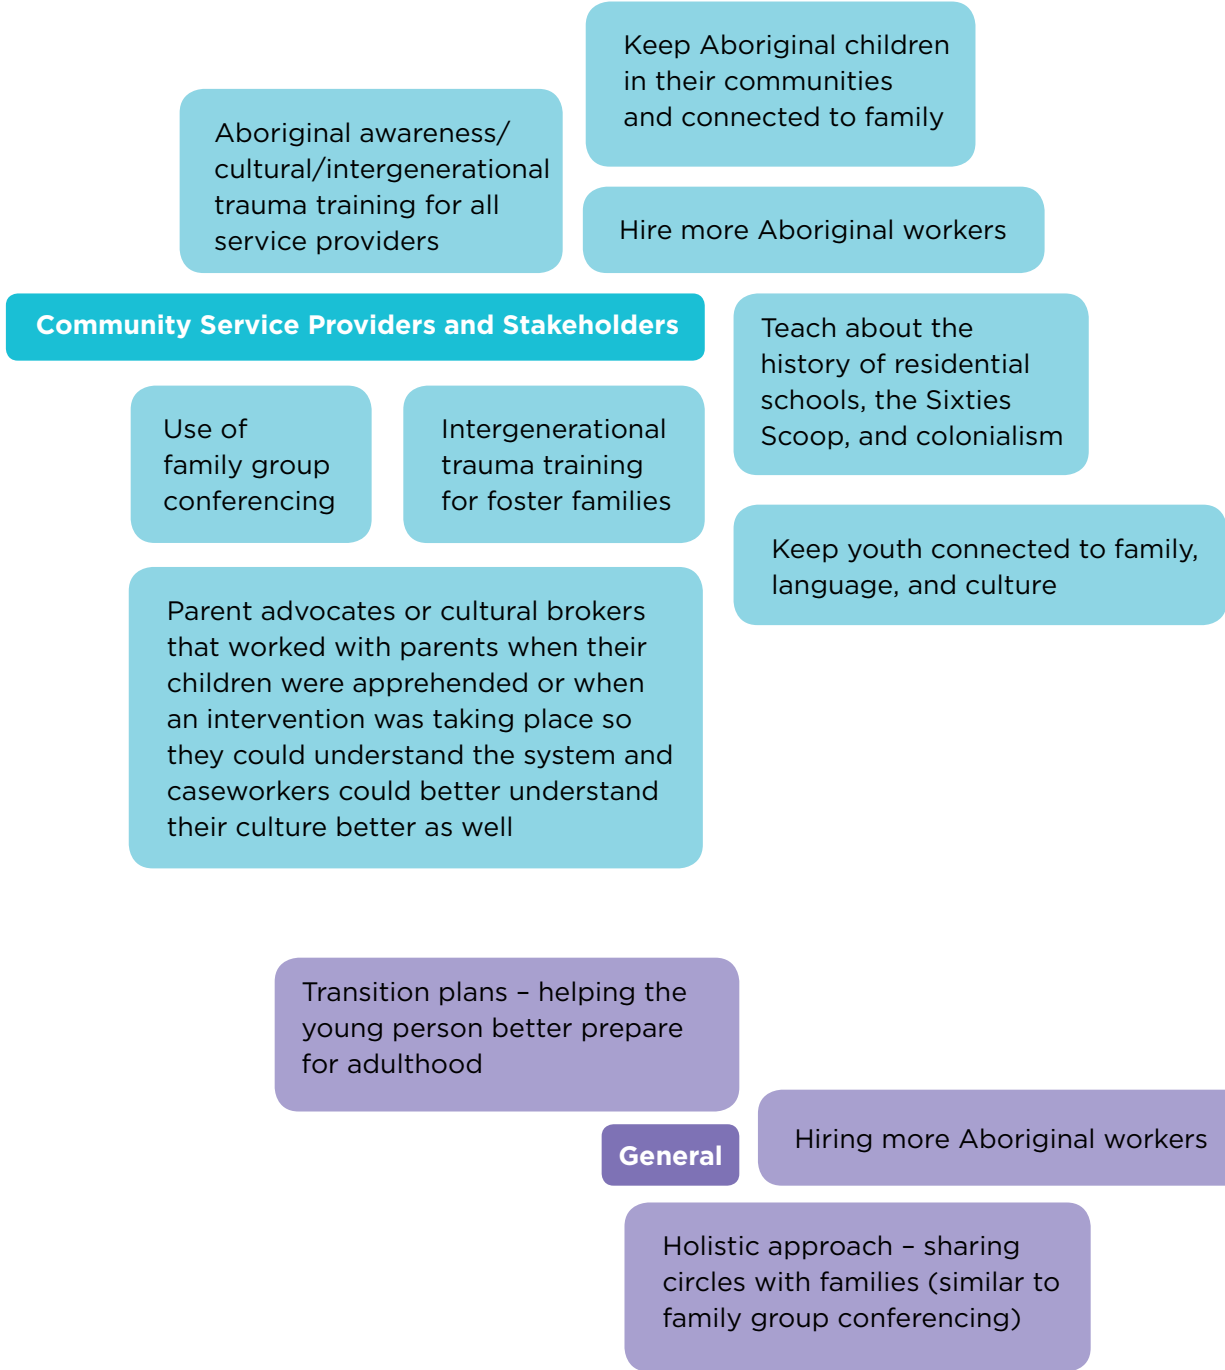 Keep Aboriginal children
in their communities
and connected to family
Aboriginal awareness/
cultural/intergenerational
trauma training for all
service providers
Hire more Aboriginal workers
Community Service Providers and Stakeholders
Teach about the
history of residential
schools, the Sixties
Scoop, and colonialism
Use of
family group
conferencing
Intergenerational
trauma training
for foster families
Keep youth connected to family,
language, and culture
Parent advocates or cultural brokers
that worked with parents when their
children were apprehended or when
an intervention was taking place so
they could understand the system and
caseworkers could better understand
their culture better as well
Transition plans – helping the
young person better prepare
for adulthood
General
Hiring more Aboriginal workers
Holistic approach – sharing
circles with families (similar to
family group conferencing)